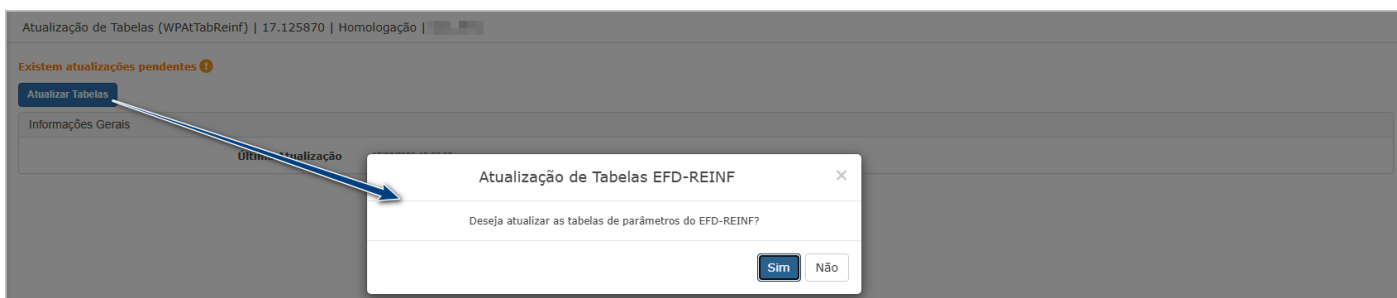 Atualização de Tabelas (WPAtTabReinf) | 17.125870 | Homologação |
Existem atualizações pendentes
Atualizar Tabelas
Informações Gerais
Última Atualização
Atualização de Tabelas EFD-REINF ×
Deseja atualizar as tabelas de parâmetros do EFD-REINF?
Sim Não